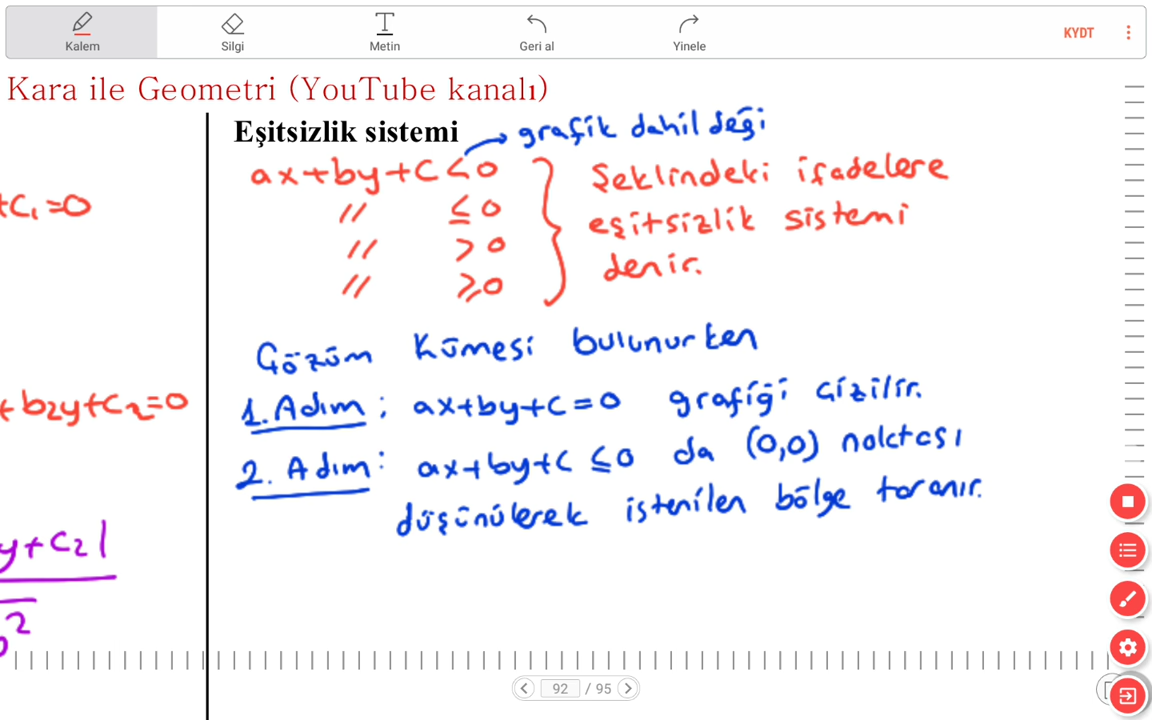 Kalem
Silgi
Metin
Geri al
Yinele
KYDT
Kara ile Geometri (YouTube kanalı)
Eşitsizlik sistemi → grafik dahil deği
ax+by+c<0
" ≤0
" >0
" ≥0
şeklindeki ifadelere
eşitsizlik sistemi
denir.
+c₁=0
Çözüm kümesi bulunurken
1. Adım; ax+by+c=0 grafiği çizilir.
+ b₂y+c₂=0
2. Adım: ax+by+c ≤0 da (0,0) noktası
düşünülerek istenilen bölge taranır.
y+c₂|
b²
92 / 95